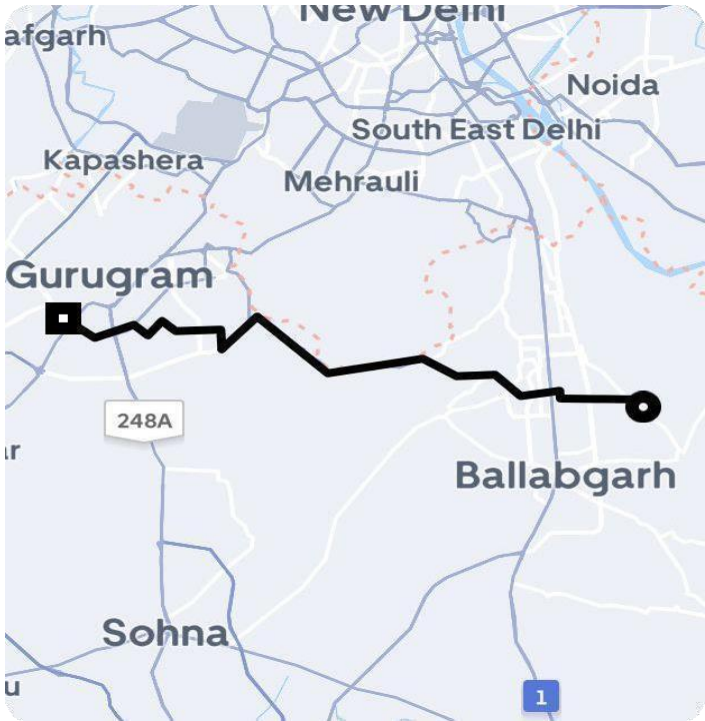 New Delhi
afgarh
Noida
South East Delhi
Kapashera
Mehrauli
Gurugram
248A
ar
Ballabgarh
Sohna
u
1